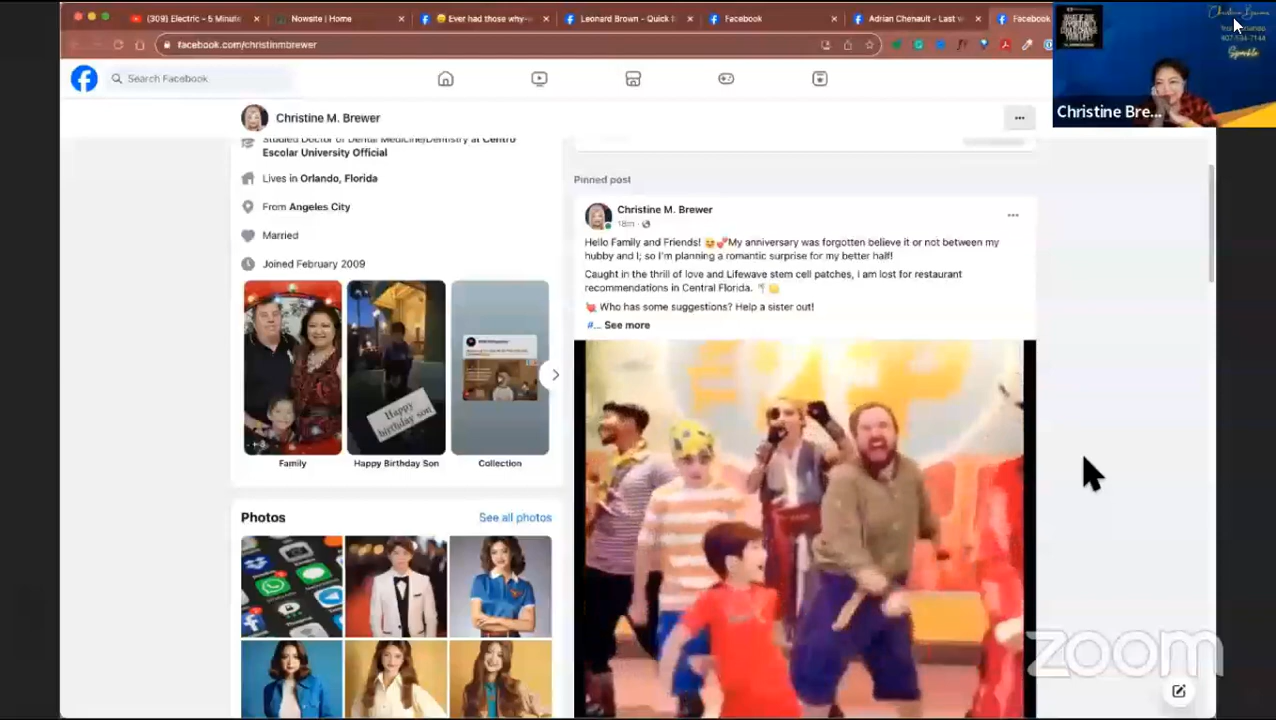 (309) Electric - 5 Minute
Nowsite | Home
Ever had those why-
Leonard Brown - Quick
Facebook
Adrian Chenault - Last
Facebook
facebook.com/christinmbrewer
Search Facebook
Christine M. Brewer
Studied Doctor of Dental Medicine/Dentistry at Centro
Escolar University Official
Lives in Orlando, Florida
From Angeles City
Married
Joined February 2009
Family
Happy
birthday son
Happy Birthday Son
Collection
Photos
See all photos
Pinned post
Christine M. Brewer
18m
Hello Family and Friends! 😆💕My anniversary was forgotten believe it or not between my
hubby and I; so I'm planning a romantic surprise for my better half!
Caught in the thrill of love and Lifewave stem cell patches, i am lost for restaurant
recommendations in Central Florida.
Who has some suggestions? Help a sister out!
#... See more
Christine Brewer
407-594-7144
Christine Bre...
zoom